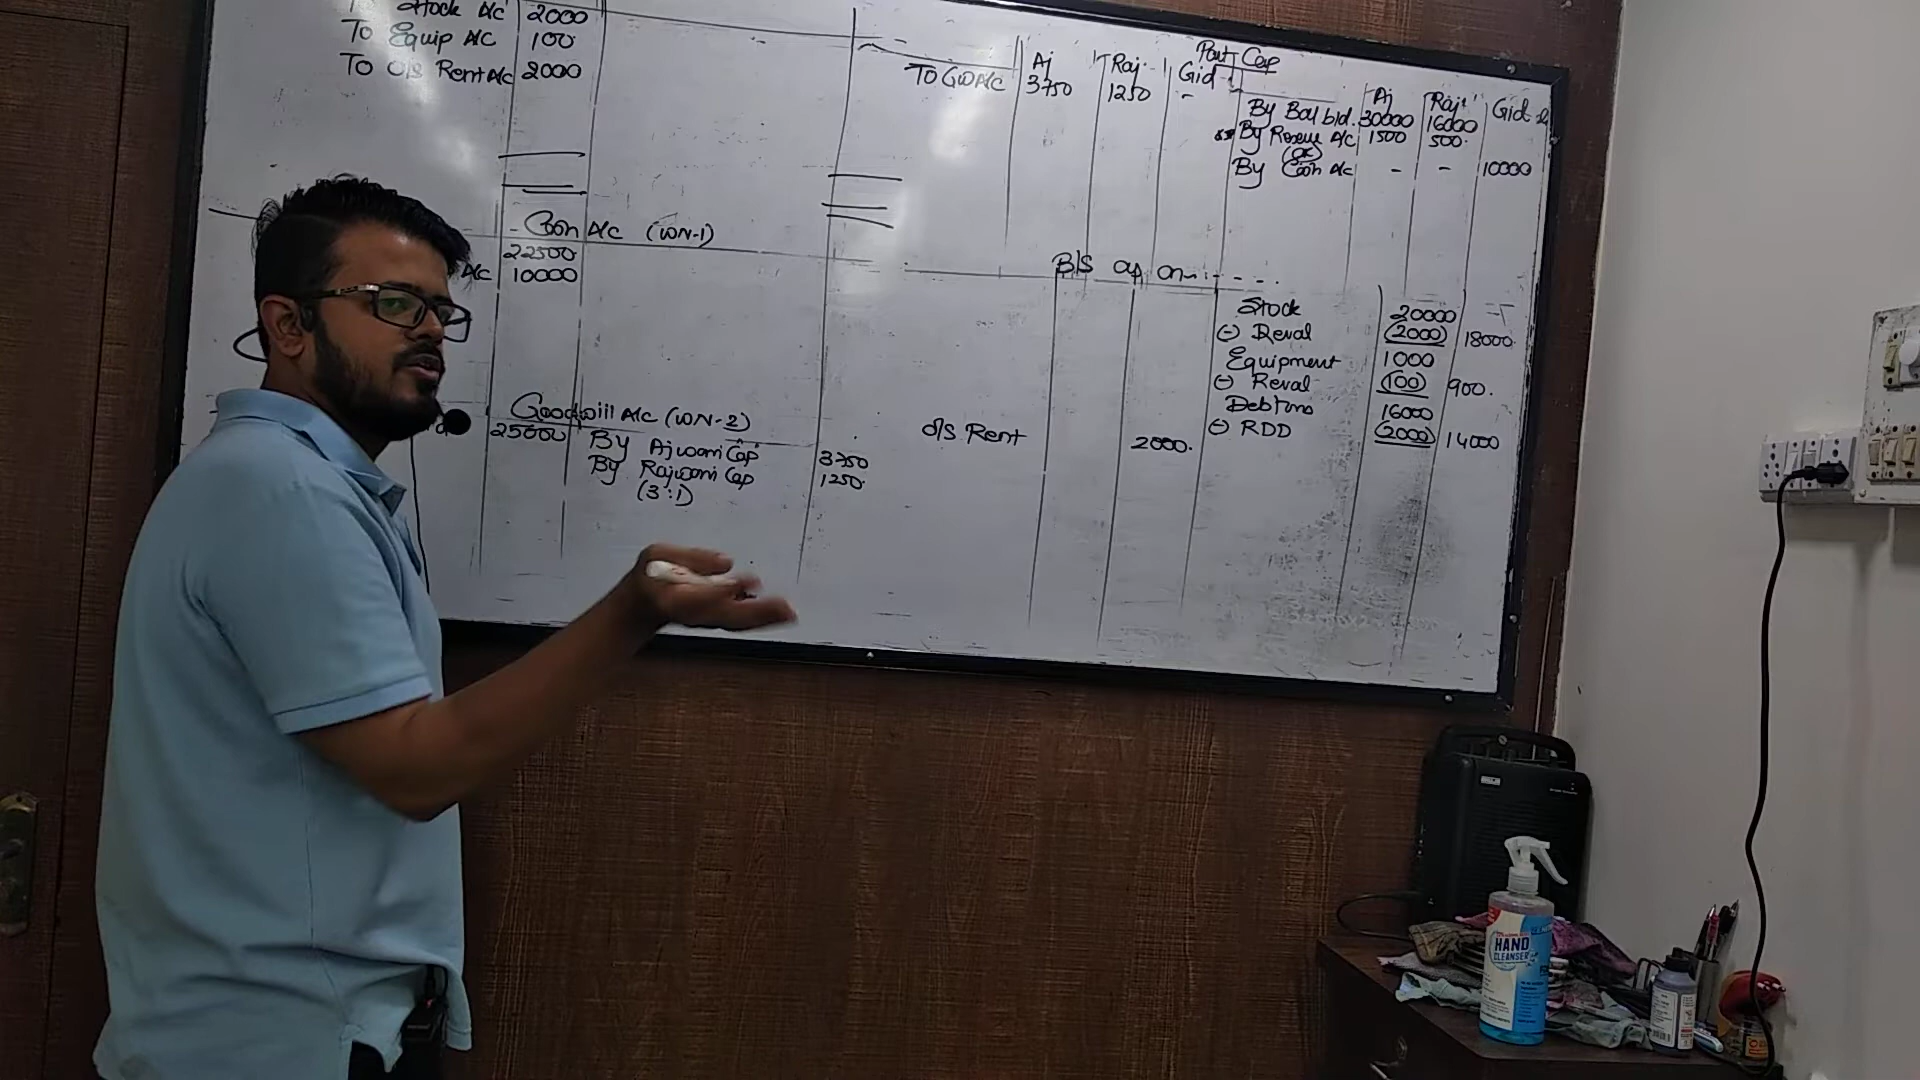 To Stock A/c 2000
To Equip A/c 100
To O/s Rent A/c 2000
Cash A/c (WN-1)
22500
A/c 10000
Goodwill A/c (WN-2)
25000 By Ajwani Cap 3750
By Rajwani Cap 1250
(3:1)
Part Cap
Aj Raj Gid
To GW A/c 3750 1250 -
Aj Raj Gid
By Bal b/d. 30000 16000
By Reserve A/c 1500 500
By Cash A/c - - 10000
B/S as on
Stock 20000
(-) Reval (2000) 18000
Equipment 1000
(-) Reval (100) 900
Debtors 16000
(-) RDD (2000) 14000
O/s Rent 2000
HAND
CLEANSER